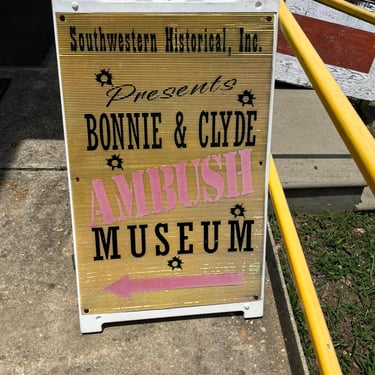 Southwestern Historical, Inc.
Presents
BONNIE & CLYDE
AMBUSH
MUSEUM